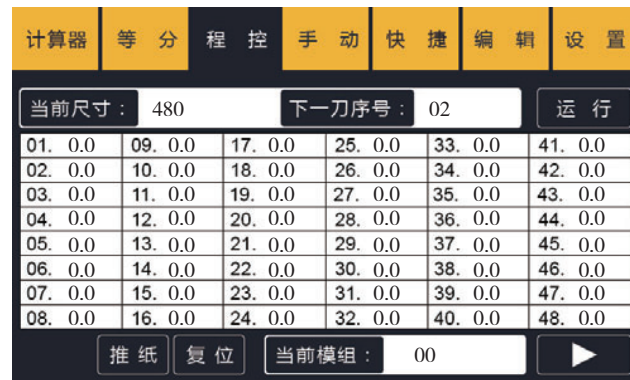 计算器 等分 程控 手动 快捷 编辑 设置
当前尺寸： 480 下一刀序号： 02 运行
01. 0.0 09. 0.0 17. 0.0 25. 0.0 33. 0.0 41. 0.0
02. 0.0 10. 0.0 18. 0.0 26. 0.0 34. 0.0 42. 0.0
03. 0.0 11. 0.0 19. 0.0 27. 0.0 35. 0.0 43. 0.0
04. 0.0 12. 0.0 20. 0.0 28. 0.0 36. 0.0 44. 0.0
05. 0.0 13. 0.0 21. 0.0 29. 0.0 37. 0.0 45. 0.0
06. 0.0 14. 0.0 22. 0.0 30. 0.0 38. 0.0 46. 0.0
07. 0.0 15. 0.0 23. 0.0 31. 0.0 39. 0.0 47. 0.0
08. 0.0 16. 0.0 24. 0.0 32. 0.0 40. 0.0 48. 0.0
推纸 复位 当前模组： 00